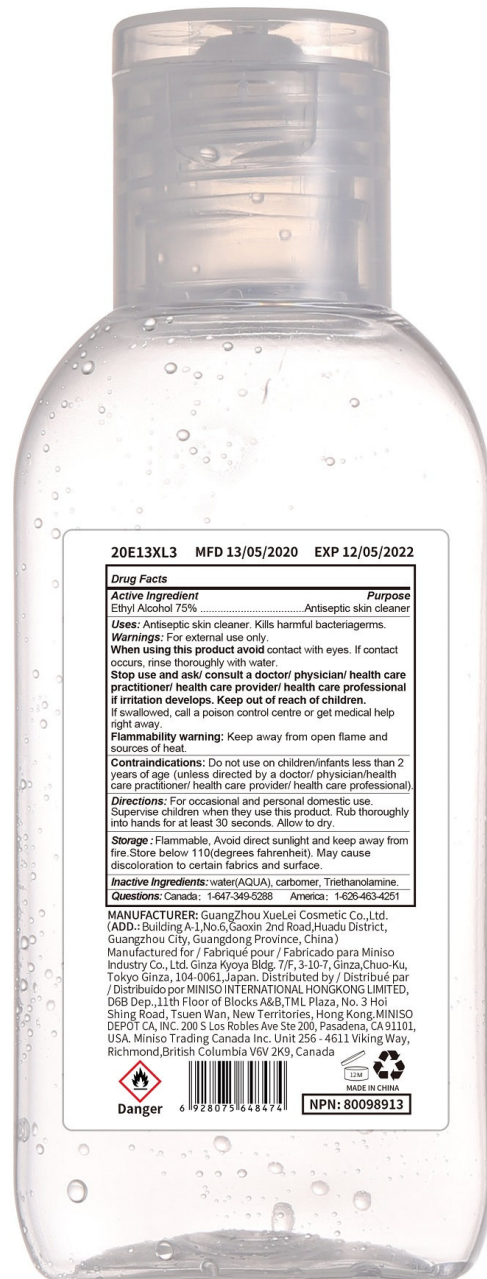 20E13XL3 MFD 13/05/2020 EXP 12/05/2022
Drug Facts
Active Ingredient Purpose
Ethyl Alcohol 75% ...................................Antiseptic skin cleaner
Uses: Antiseptic skin cleaner. Kills harmful bacteriagerms.
Warnings: For external use only.
When using this product avoid contact with eyes. If contact
occurs, rinse thoroughly with water.
Stop use and ask/ consult a doctor/ physician/ health care
practitioner/ health care provider/ health care professional
if irritation develops. Keep out of reach of children.
If swallowed, call a poison control centre or get medical help
right away.
Flammability warning: Keep away from open flame and
sources of heat.
Contraindications: Do not use on children/infants less than 2
years of age (unless directed by a doctor/ physician/health
care practitioner/ health care provider/ health care professional).
Directions: For occasional and personal domestic use.
Supervise children when they use this product. Rub thoroughly
into hands for at least 30 seconds. Allow to dry.
Storage : Flammable, Avoid direct sunlight and keep away from
fire.Store below 110(degrees fahrenheit). May cause
discoloration to certain fabrics and surface.
Inactive Ingredients: water(AQUA), carbomer, Triethanolamine.
Questions: Canada: 1-647-349-5288 America: 1-626-463-4251
MANUFACTURER: GuangZhou XueLei Cosmetic Co.,Ltd.
(ADD.: Building A-1,No.6,Gaoxin 2nd Road,Huadu District,
Guangzhou City, Guangdong Province, China)
Manufactured for / Fabriqué pour / Fabricado para Miniso
Industry Co., Ltd. Ginza Kyoya Bldg. 7/F, 3-10-7, Ginza,Chuo-Ku,
Tokyo Ginza, 104-0061,Japan. Distributed by / Distribué par
/ Distribuido por MINISO INTERNATIONAL HONGKONG LIMITED,
D6B Dep.,11th Floor of Blocks A&B,TML Plaza, No. 3 Hoi
Shing Road, Tsuen Wan, New Territories, Hong Kong.MINISO
DEPOT CA, INC. 200 S Los Robles Ave Ste 200, Pasadena, CA 91101,
USA. Miniso Trading Canada Inc. Unit 256 - 4611 Viking Way,
Richmond,British Columbia V6V 2K9, Canada
12M
MADE IN CHINA
Danger
6 928075 648474
NPN: 80098913